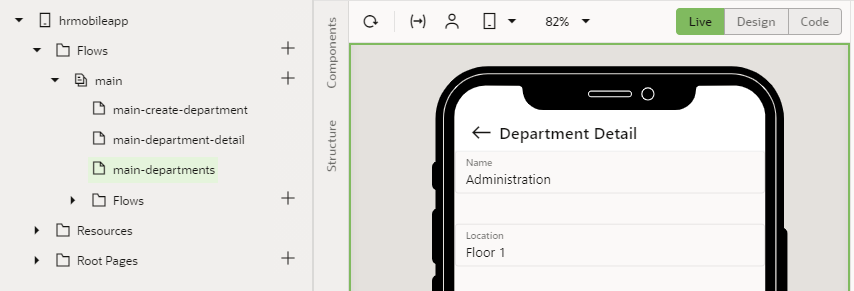 hrmobileapp
Flows
main
main-create-department
main-department-detail
main-departments
Flows
Resources
Root Pages
Components
Structure
82%
Live
Design
Code
Department Detail
Name
Administration
Location
Floor 1